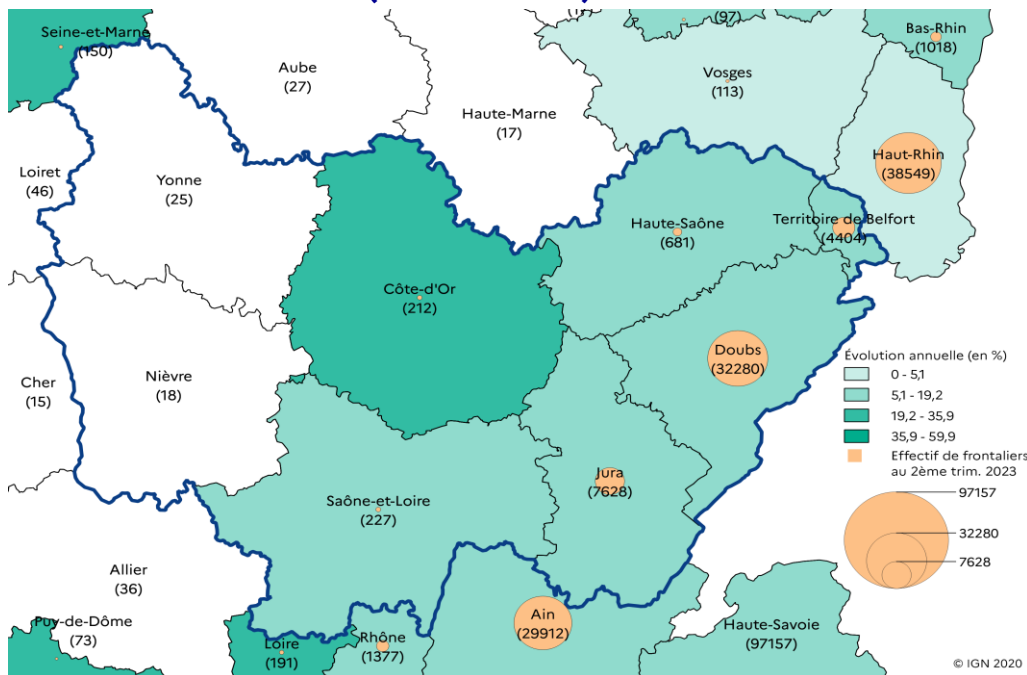 (97)
Seine-et-Marne
(150)
Bas-Rhin
(1018)
Aube
(27)
Vosges
(113)
Haute-Marne
(17)
Haut-Rhin
(38549)
Loiret
(46)
Yonne
(25)
Haute-Saône
(681)
Territoire de Belfort
(4404)
Côte-d'Or
(212)
Doubs
(32280)
Cher
(15)
Nièvre
(18)
Évolution annuelle (en %)
0 - 5,1
5,1 - 19,2
19,2 - 35,9
35,9 - 59,9
Effectif de frontaliers
au 2ème trim. 2023
97157
32280
7628
Jura
(7628)
Saône-et-Loire
(227)
Allier
(36)
Puy-de-Dôme
(73)
Loire
(191)
Rhône
(1377)
Ain
(29912)
Haute-Savoie
(97157)
© IGN 2020